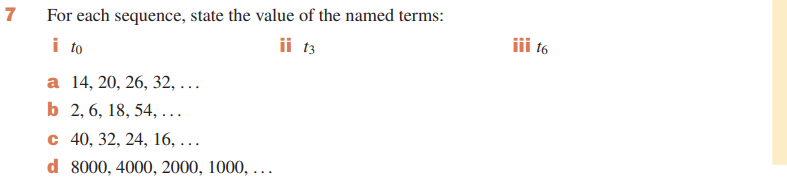 7 For each sequence, state the value of the named terms:
i t0 ii t3 iii t6
a 14, 20, 26, 32, ...
b 2, 6, 18, 54, ...
c 40, 32, 24, 16, ...
d 8000, 4000, 2000, 1000, ...